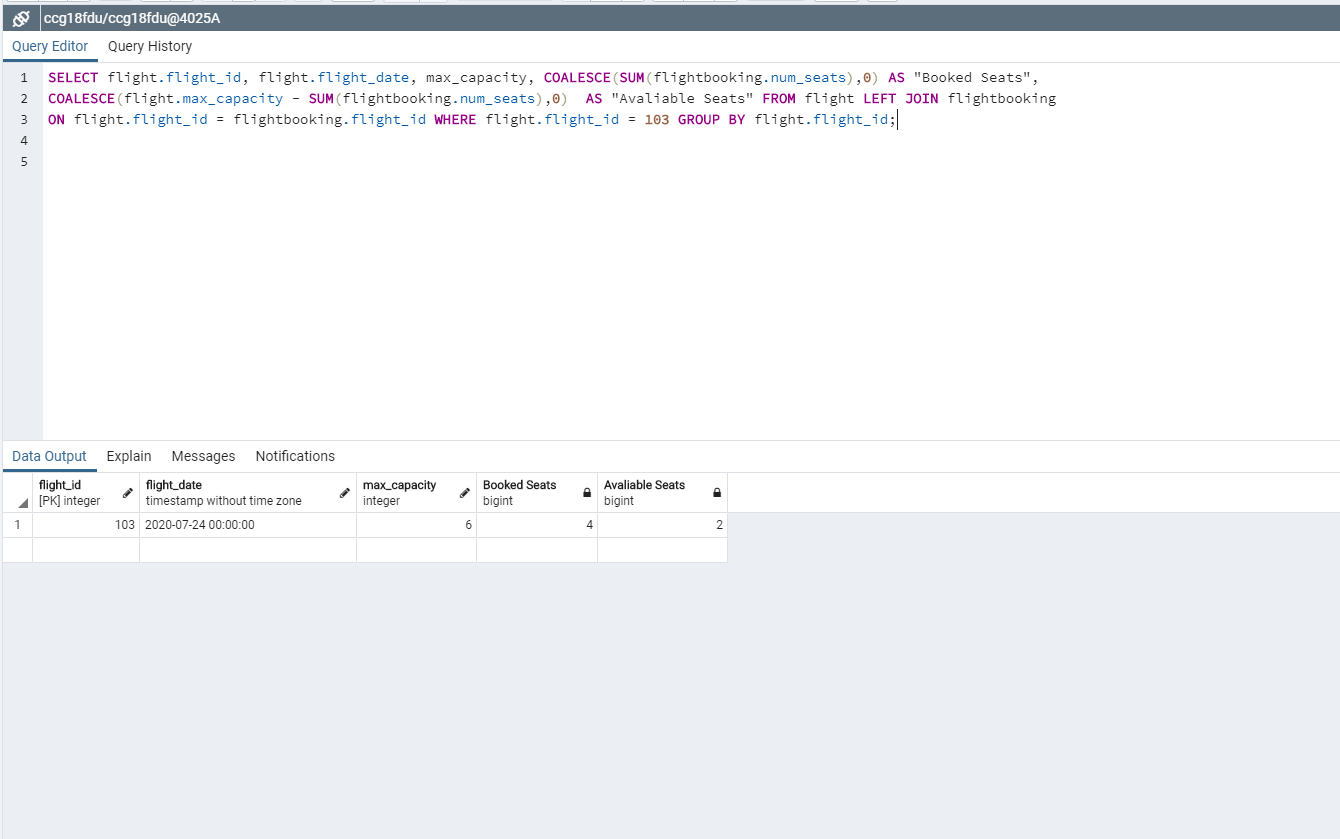 ccg18fdu/ccg18fdu@4025A
Query Editor Query History
1 SELECT flight.flight_id, flight.flight_date, max_capacity, COALESCE(SUM(flightbooking.num_seats),0) AS "Booked Seats",
2 COALESCE(flight.max_capacity - SUM(flightbooking.num_seats),0)  AS "Avaliable Seats" FROM flight LEFT JOIN flightbooking
3 ON flight.flight_id = flightbooking.flight_id WHERE flight.flight_id = 103 GROUP BY flight.flight_id;
4
5
Data Output Explain Messages Notifications
flight_id flight_date max_capacity Booked Seats Avaliable Seats
[PK] integer timestamp without time zone integer bigint bigint
1 103 2020-07-24 00:00:00 6 4 2